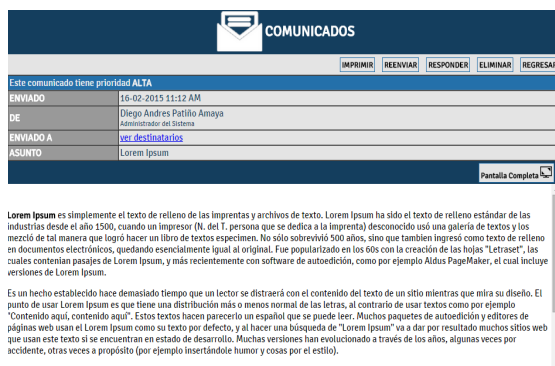 COMUNICADOS
IMPRIMIR REENVIAR RESPONDER ELIMINAR REGRESAR
Este comunicado tiene prioridad ALTA
ENVIADO 16-02-2015 11:12 AM
DE Diego Andres Patiño Amaya
Administrador del Sistema
ENVIADO A ver destinatarios
ASUNTO Lorem Ipsum
Pantalla Completa
Lorem Ipsum es simplemente el texto de relleno de las imprentas y archivos de texto. Lorem Ipsum ha sido el texto de relleno estándar de las
industrias desde el año 1500, cuando un impresor (N. del T. persona que se dedica a la imprenta) desconocido usó una galería de textos y los
mezcló de tal manera que logró hacer un libro de textos especimen. No sólo sobrevivió 500 años, sino que tambien ingresó como texto de relleno
en documentos electrónicos, quedando esencialmente igual al original. Fue popularizado en los 60s con la creación de las hojas "Letraset", las
cuales contenian pasajes de Lorem Ipsum, y más recientemente con software de autoedición, como por ejemplo Aldus PageMaker, el cual incluye
versiones de Lorem Ipsum.
Es un hecho establecido hace demasiado tiempo que un lector se distraerá con el contenido del texto de un sitio mientras que mira su diseño. El
punto de usar Lorem Ipsum es que tiene una distribución más o menos normal de las letras, al contrario de usar textos como por ejemplo
"Contenido aquí, contenido aquí". Estos textos hacen parecerlo un español que se puede leer. Muchos paquetes de autoedición y editores de
páginas web usan el Lorem Ipsum como su texto por defecto, y al hacer una búsqueda de "Lorem Ipsum" va a dar por resultado muchos sitios web
que usan este texto si se encuentran en estado de desarrollo. Muchas versiones han evolucionado a través de los años, algunas veces por
accidente, otras veces a propósito (por ejemplo insertándole humor y cosas por el estilo).